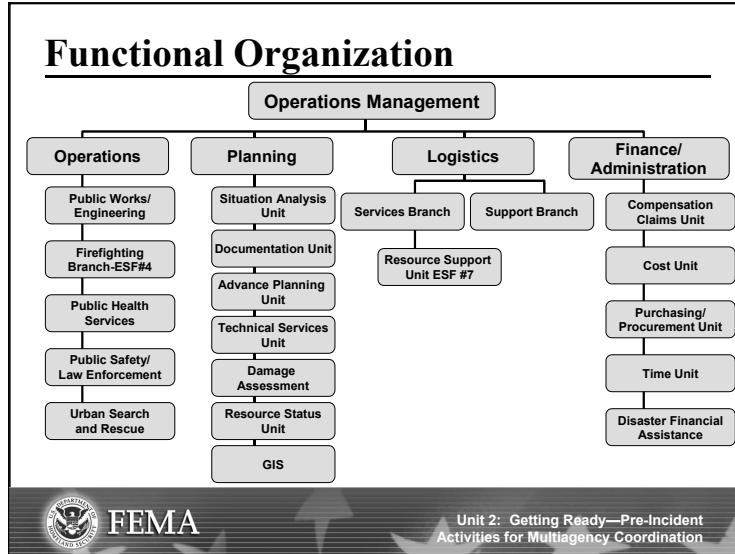 Functional Organization
Operations Management
Operations
Public Works/
Engineering
Firefighting
Branch-ESF#4
Public Health
Services
Public Safety/
Law Enforcement
Urban Search
and Rescue
Planning
Situation Analysis
Unit
Documentation Unit
Advance Planning
Unit
Technical Services
Unit
Damage
Assessment
Resource Status
Unit
GIS
Logistics
Services Branch
Support Branch
Resource Support
Unit ESF #7
Finance/
Administration
Compensation
Claims Unit
Cost Unit
Purchasing/
Procurement Unit
Time Unit
Disaster Financial
Assistance
U.S. DEPARTMENT OF
HOMELAND SECURITY
FEMA
Unit 2: Getting Ready—Pre-Incident
Activities for Multiagency Coordination